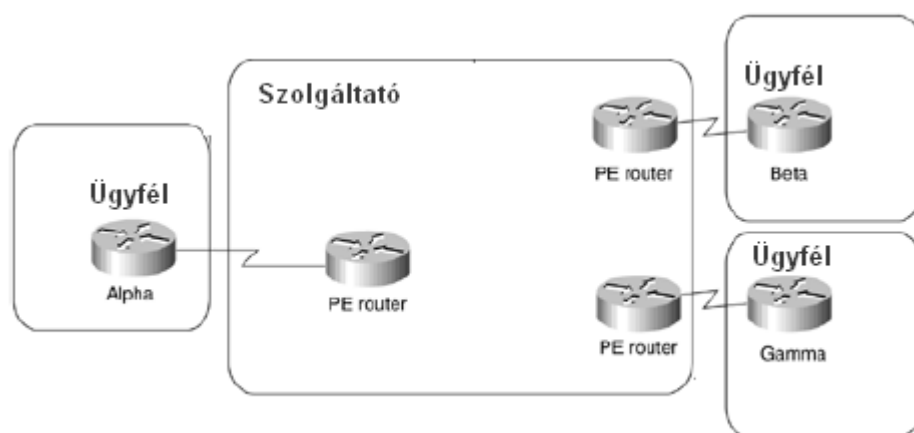 Szolgáltató
Ügyfél
Alpha
PE router
PE router
Ügyfél
Beta
PE router
Ügyfél
Gamma